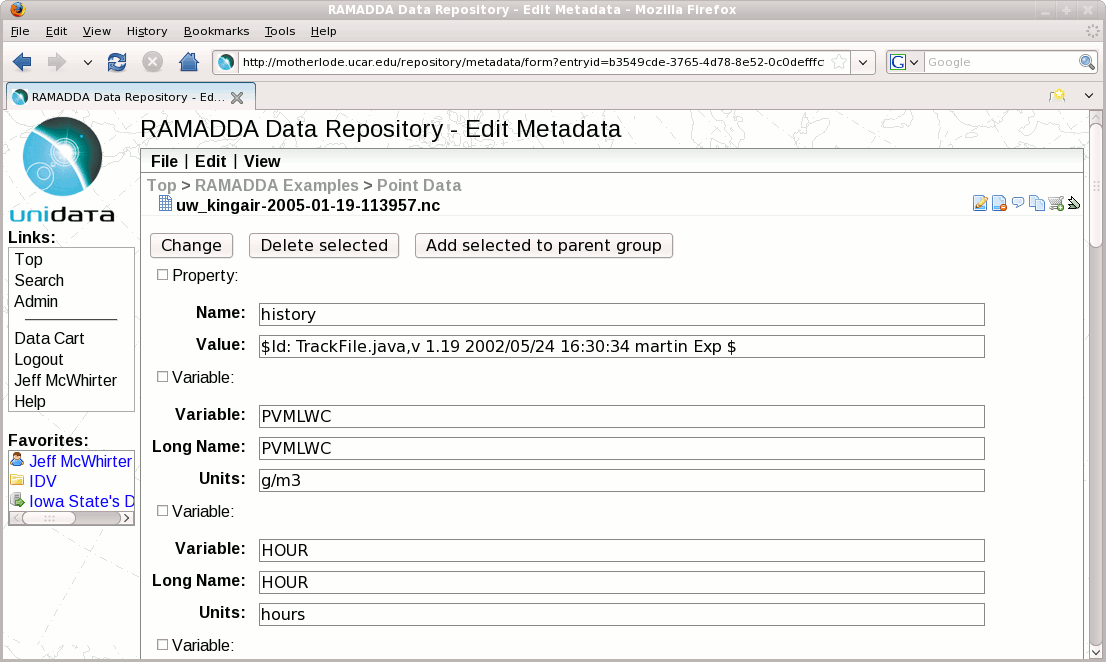 RAMADDA Data Repository - Edit Metadata - Mozilla Firefox
File Edit View History Bookmarks Tools Help
http://motherlode.ucar.edu/repository/metadata/form?entryid=b3549cde-3765-4d78-8e52-0c0defffc
G Google
RAMADDA Data Repository - Ed...
unidata
Links:
Top
Search
Admin
Data Cart
Logout
Jeff McWhirter
Help
Favorites:
Jeff McWhirter
IDV
Iowa State's D
RAMADDA Data Repository - Edit Metadata
File | Edit | View
Top > RAMADDA Examples > Point Data
uw_kingair-2005-01-19-113957.nc
Change Delete selected Add selected to parent group
Property:
Name: history
Value: $Id: TrackFile.java,v 1.19 2002/05/24 16:30:34 martin Exp $
Variable:
Variable: PVMLWC
Long Name: PVMLWC
Units: g/m3
Variable:
Variable: HOUR
Long Name: HOUR
Units: hours
Variable: